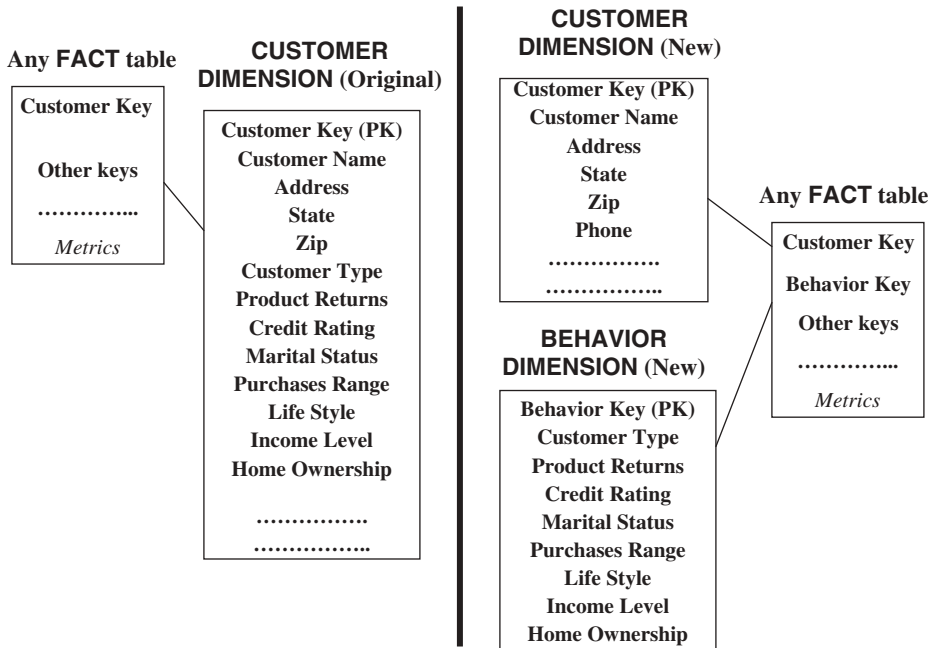 Any FACT table
Customer Key
Other keys
…………...
Metrics
CUSTOMER
DIMENSION (Original)
Customer Key (PK)
Customer Name
Address
State
Zip
Customer Type
Product Returns
Credit Rating
Marital Status
Purchases Range
Life Style
Income Level
Home Ownership
…………….
……………..
CUSTOMER
DIMENSION (New)
Customer Key (PK)
Customer Name
Address
State
Zip
Phone
…………….
……………..
BEHAVIOR
DIMENSION (New)
Behavior Key (PK)
Customer Type
Product Returns
Credit Rating
Marital Status
Purchases Range
Life Style
Income Level
Home Ownership
Any FACT table
Customer Key
Behavior Key
Other keys
…………...
Metrics